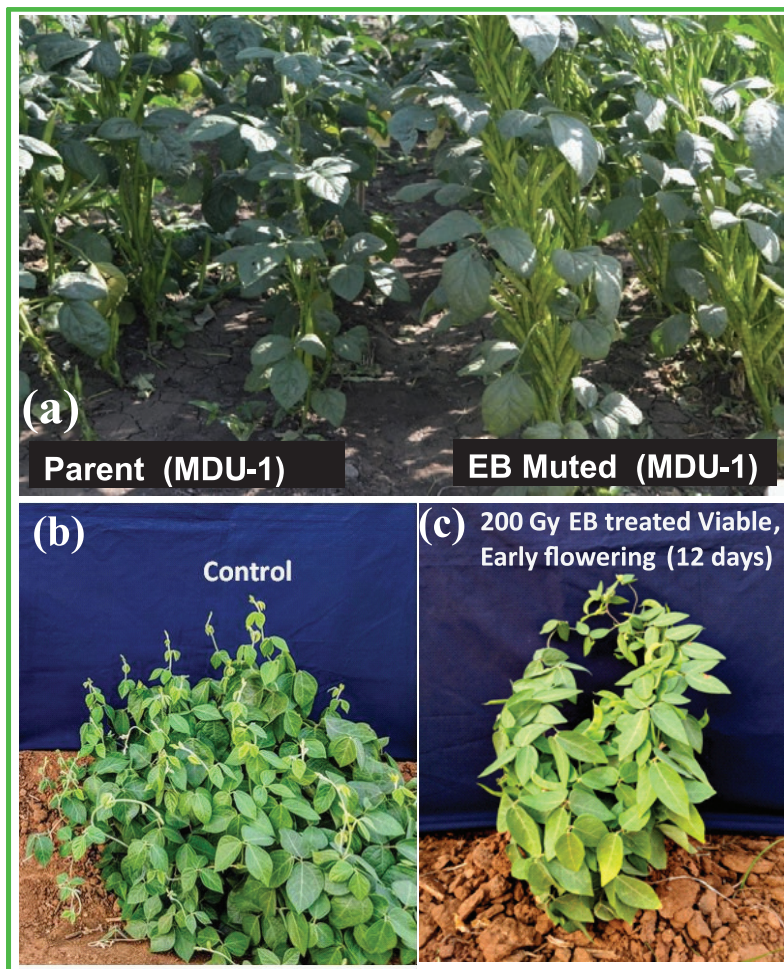 (a)
Parent (MDU-1)
EB Muted (MDU-1)
(b)
Control
(c) 200 Gy EB treated Viable,
Early flowering (12 days)